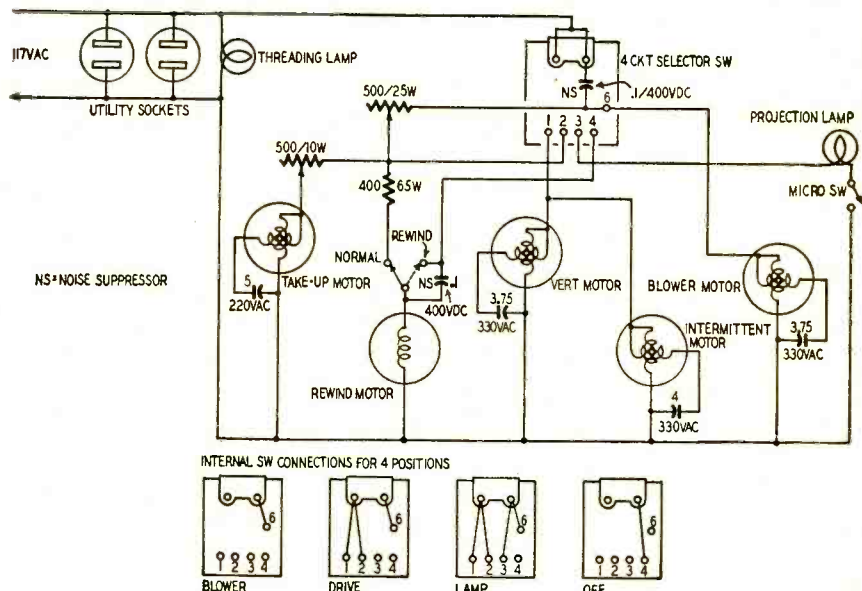 117VAC
UTILITY SOCKETS
THREADING LAMP
4 CKT SELECTOR SW
NS
.1/400VDC
6
1 2 3 4
500/25W
500/10W
400 65W
PROJECTION LAMP
MICRO SW
NORMAL
REWIND
NS .1
400VDC
TAKE-UP MOTOR
5
220VAC
NS=NOISE SUPPRESSOR
REWIND MOTOR
VERT MOTOR
3.75
330VAC
BLOWER MOTOR
3.75
330VAC
INTERMITTENT
MOTOR
4
330VAC
INTERNAL SW CONNECTIONS FOR 4 POSITIONS
6
1 2 3 4
BLOWER
6
1 2 3 4
DRIVE
6
1 2 3 4
LAMP
6
1 2 3 4
OFF